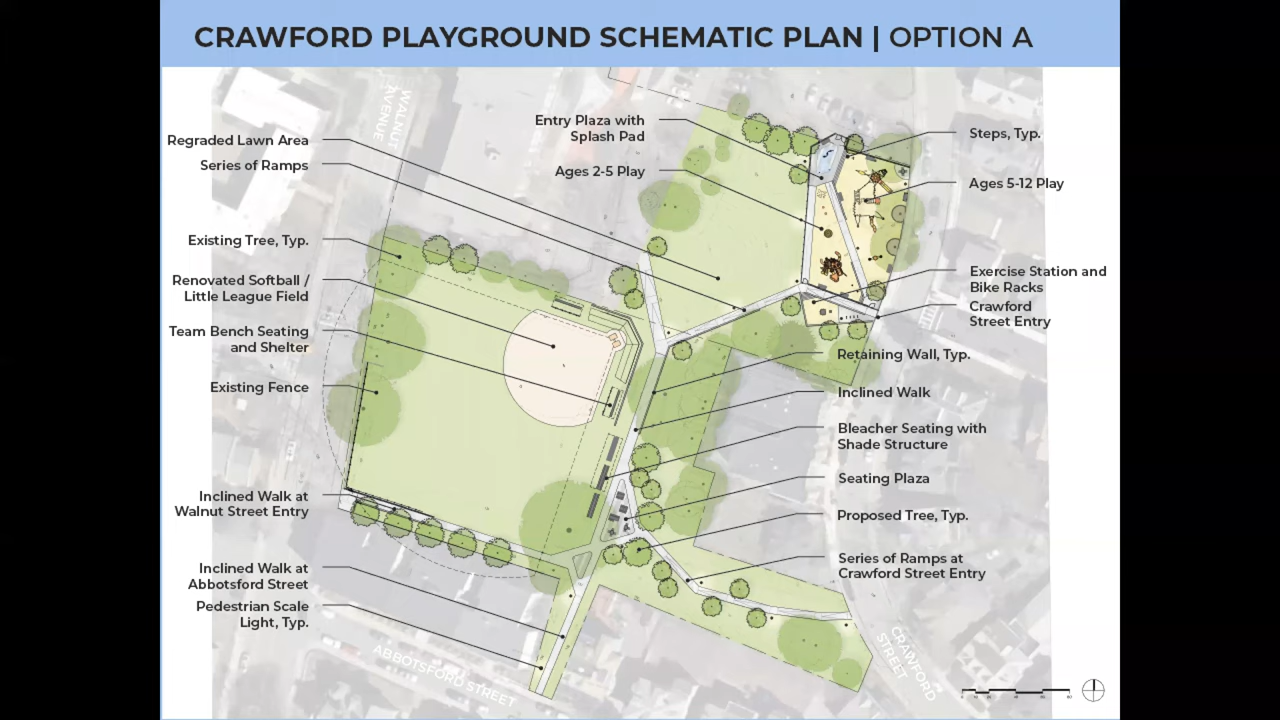 CRAWFORD PLAYGROUND SCHEMATIC PLAN | OPTION A
WALNUT
AVENUE
Regraded Lawn Area
Series of Ramps
Existing Tree, Typ.
Renovated Softball /
Little League Field
Team Bench Seating
and Shelter
Existing Fence
Inclined Walk at
Walnut Street Entry
Inclined Walk at
Abbotsford Street
Pedestrian Scale
Light, Typ.
Entry Plaza with
Splash Pad
Ages 2-5 Play
Steps, Typ.
Ages 5-12 Play
Exercise Station and
Bike Racks
Crawford
Street Entry
Retaining Wall, Typ.
Inclined Walk
Bleacher Seating with
Shade Structure
Seating Plaza
Proposed Tree, Typ.
Series of Ramps at
Crawford Street Entry
ABBOTSFORD STREET
CRAWFORD
STREET